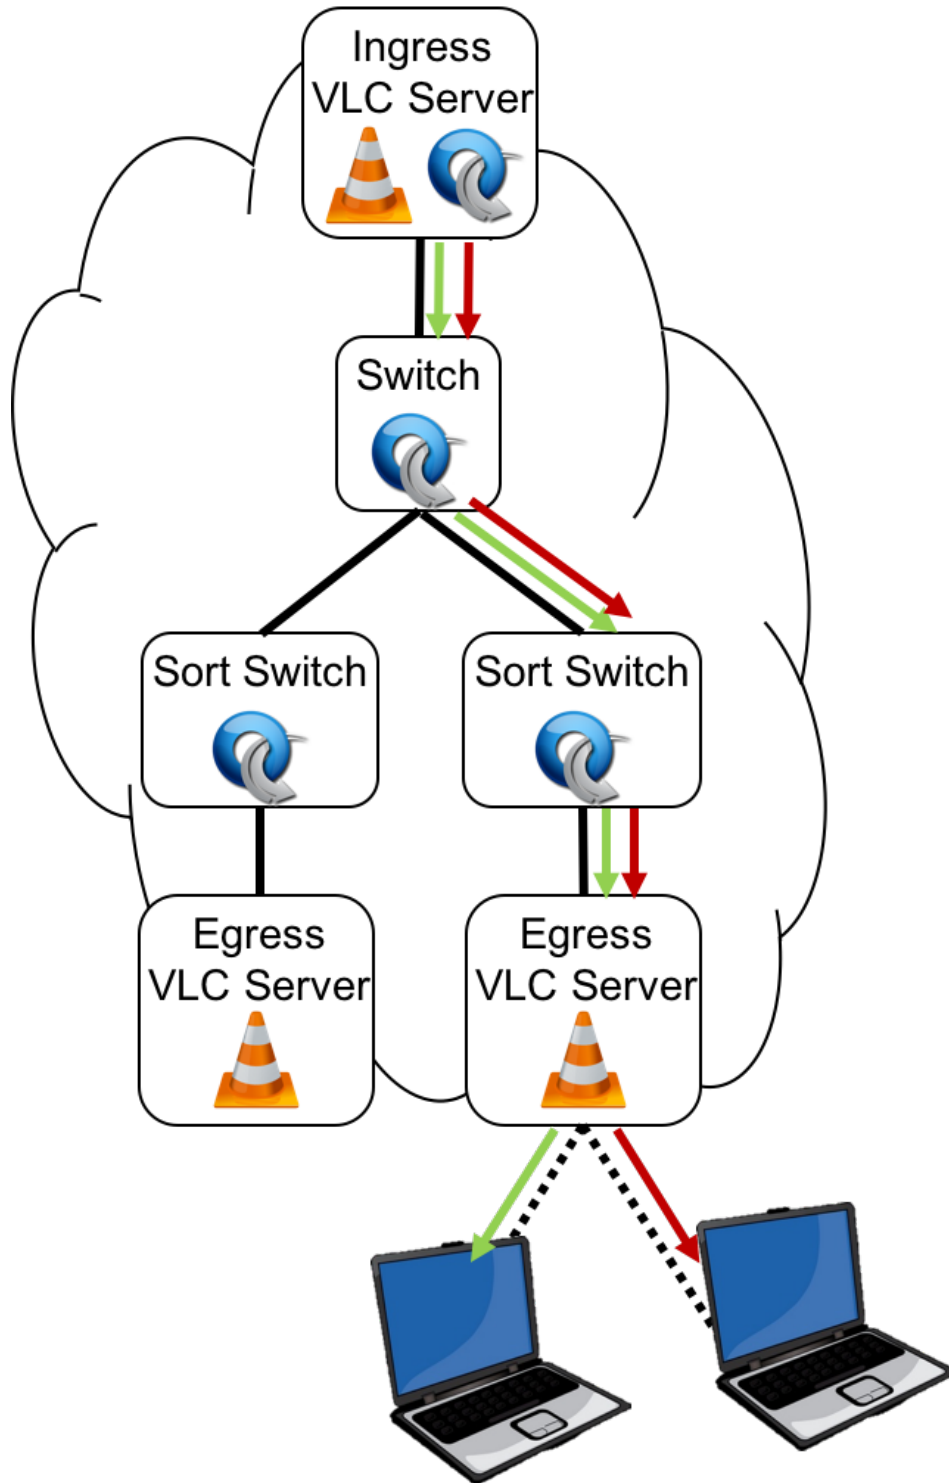 Ingress
VLC Server
Switch
Sort Switch
Sort Switch
Egress
VLC Server
Egress
VLC Server